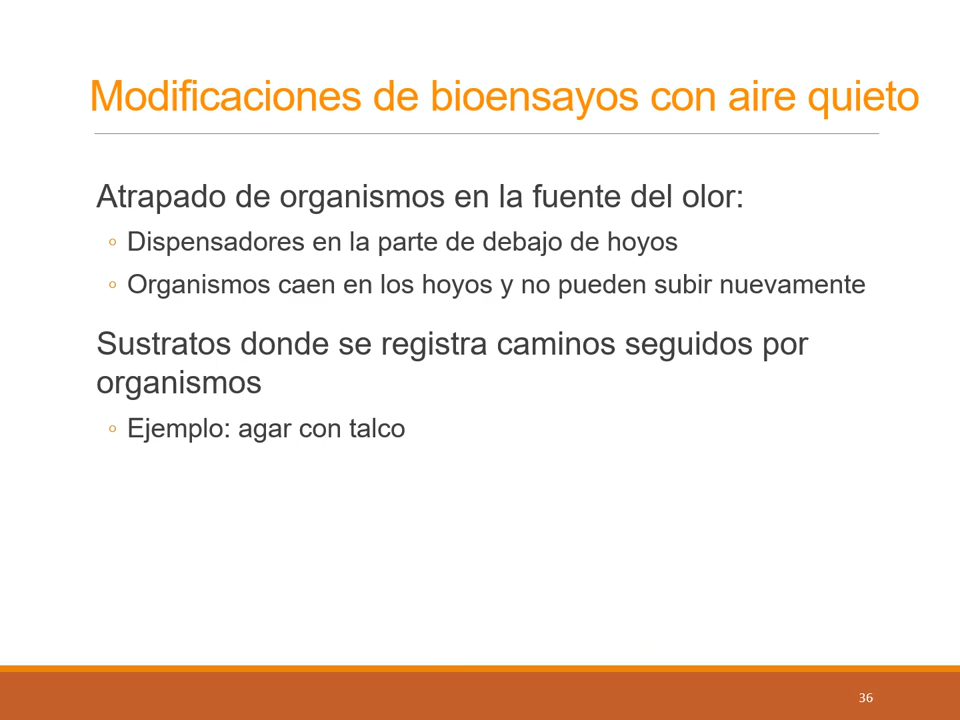 Modificaciones de bioensayos con aire quieto
Atrapado de organismos en la fuente del olor:
◦ Dispensadores en la parte de debajo de hoyos
◦ Organismos caen en los hoyos y no pueden subir nuevamente
Sustratos donde se registra caminos seguidos por
organismos
◦ Ejemplo: agar con talco
36